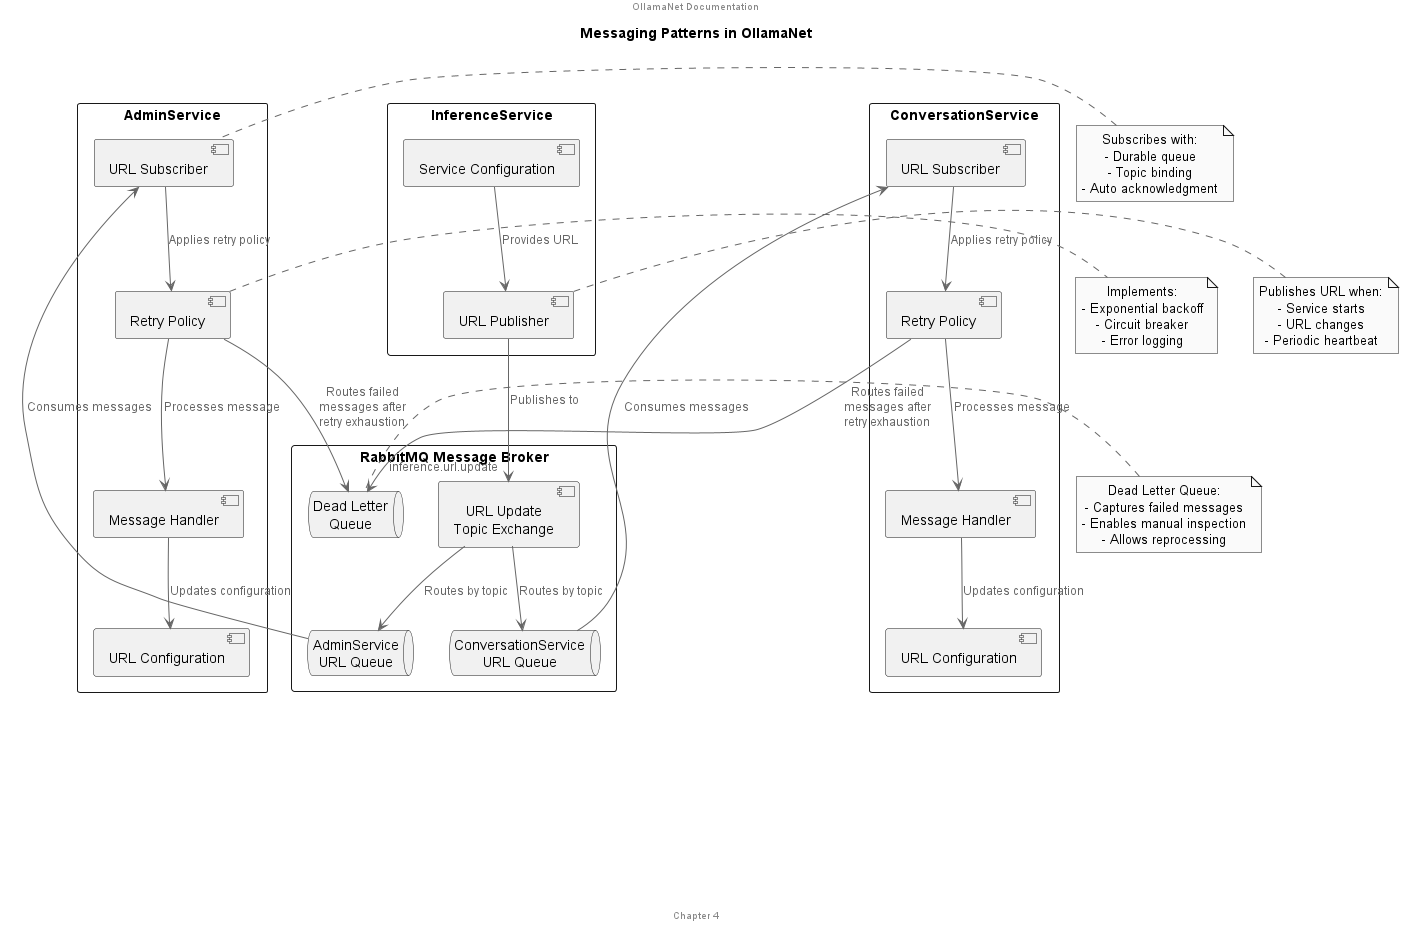 OllamaNet Documentation
Messaging Patterns in OllamaNet
AdminService
InferenceService
ConversationService
URL Subscriber
Service Configuration
URL Subscriber
Subscribes with:
- Durable queue
- Topic binding
- Auto acknowledgment
Applies retry policy
Provides URL
Applies retry policy
Retry Policy
URL Publisher
Retry Policy
Implements:
- Exponential backoff
- Circuit breaker
- Error logging
Publishes URL when:
- Service starts
- URL changes
- Periodic heartbeat
Consumes messages
Processes message
Routes failed
messages after
retry exhaustion
Publishes to
Consumes messages
Routes failed
messages after
retry exhaustion
Processes message
RabbitMQ Message Broker
inference.url.update
Message Handler
Dead Letter
Queue
URL Update
Topic Exchange
Message Handler
Dead Letter Queue:
- Captures failed messages
- Enables manual inspection
- Allows reprocessing
Updates configuration
Routes by topic
Routes by topic
Updates configuration
URL Configuration
AdminService
URL Queue
ConversationService
URL Queue
URL Configuration
Chapter 4